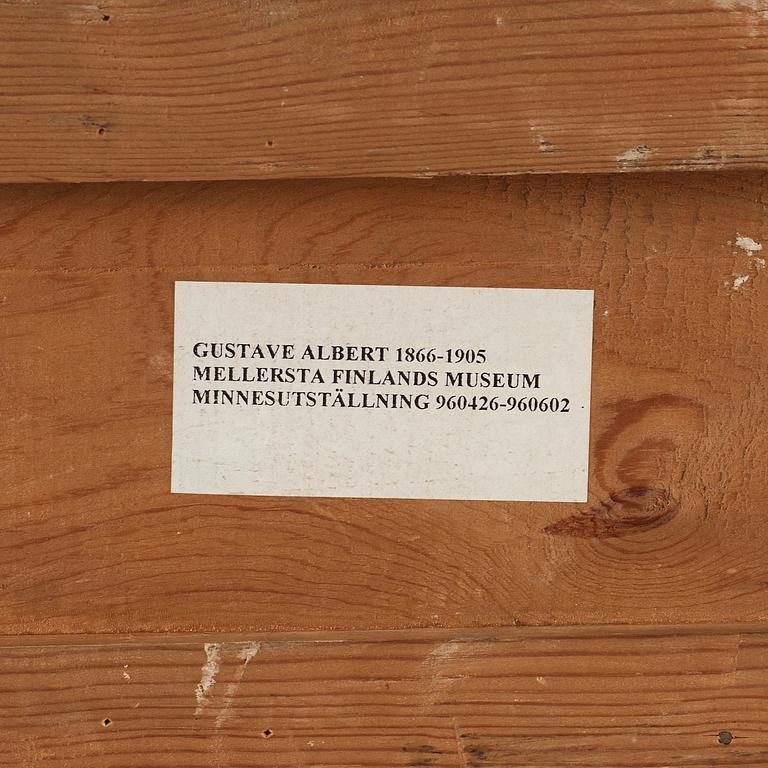 GUSTAVE ALBERT 1866-1905
MELLERSTA FINLANDS MUSEUM
MINNESUTSTÄLLNING 960426-960602